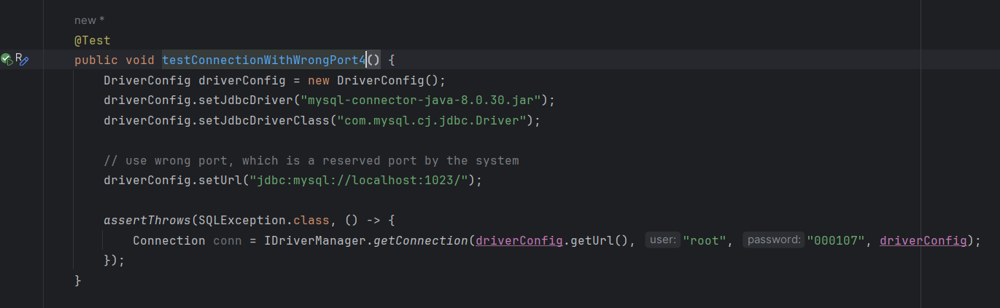 new *
@Test
public void testConnectionWithWrongPort4() {
DriverConfig driverConfig = new DriverConfig();
driverConfig.setJdbcDriver("mysql-connector-java-8.0.30.jar");
driverConfig.setJdbcDriverClass("com.mysql.cj.jdbc.Driver");
// use wrong port, which is a reserved port by the system
driverConfig.setUrl("jdbc:mysql://localhost:1023/");
assertThrows(SQLException.class, () -> {
Connection conn = IDriverManager.getConnection(driverConfig.getUrl(), user: "root", password: "000107", driverConfig);
});
}